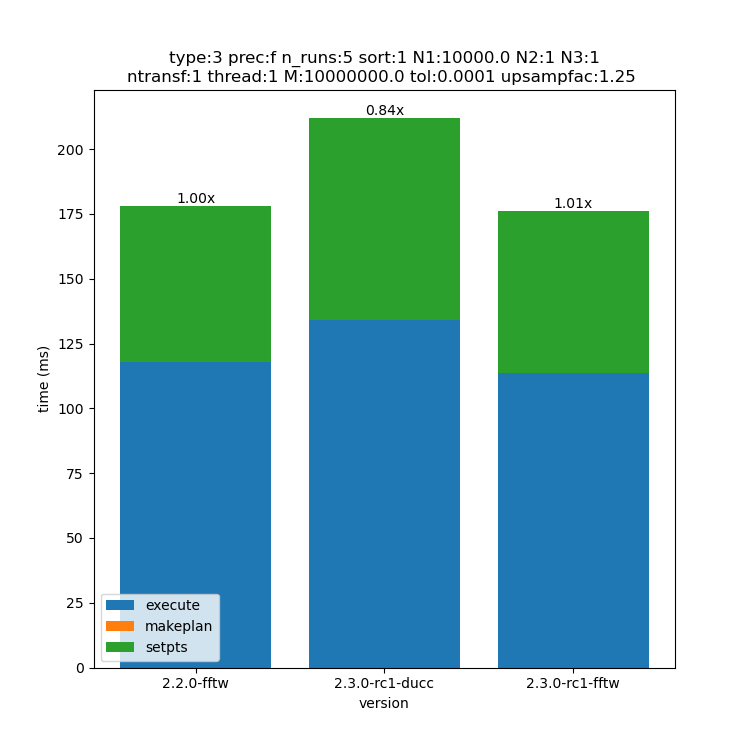 type:3 prec:f n_runs:5 sort:1 N1:10000.0 N2:1 N3:1
ntransf:1 thread:1 M:10000000.0 tol:0.0001 upsampfac:1.25
0.84x
1.00x
1.01x
200
175
150
125
100
75
50
25
0
time (ms)
execute
makeplan
setpts
2.2.0-fftw
2.3.0-rc1-ducc
2.3.0-rc1-fftw
version